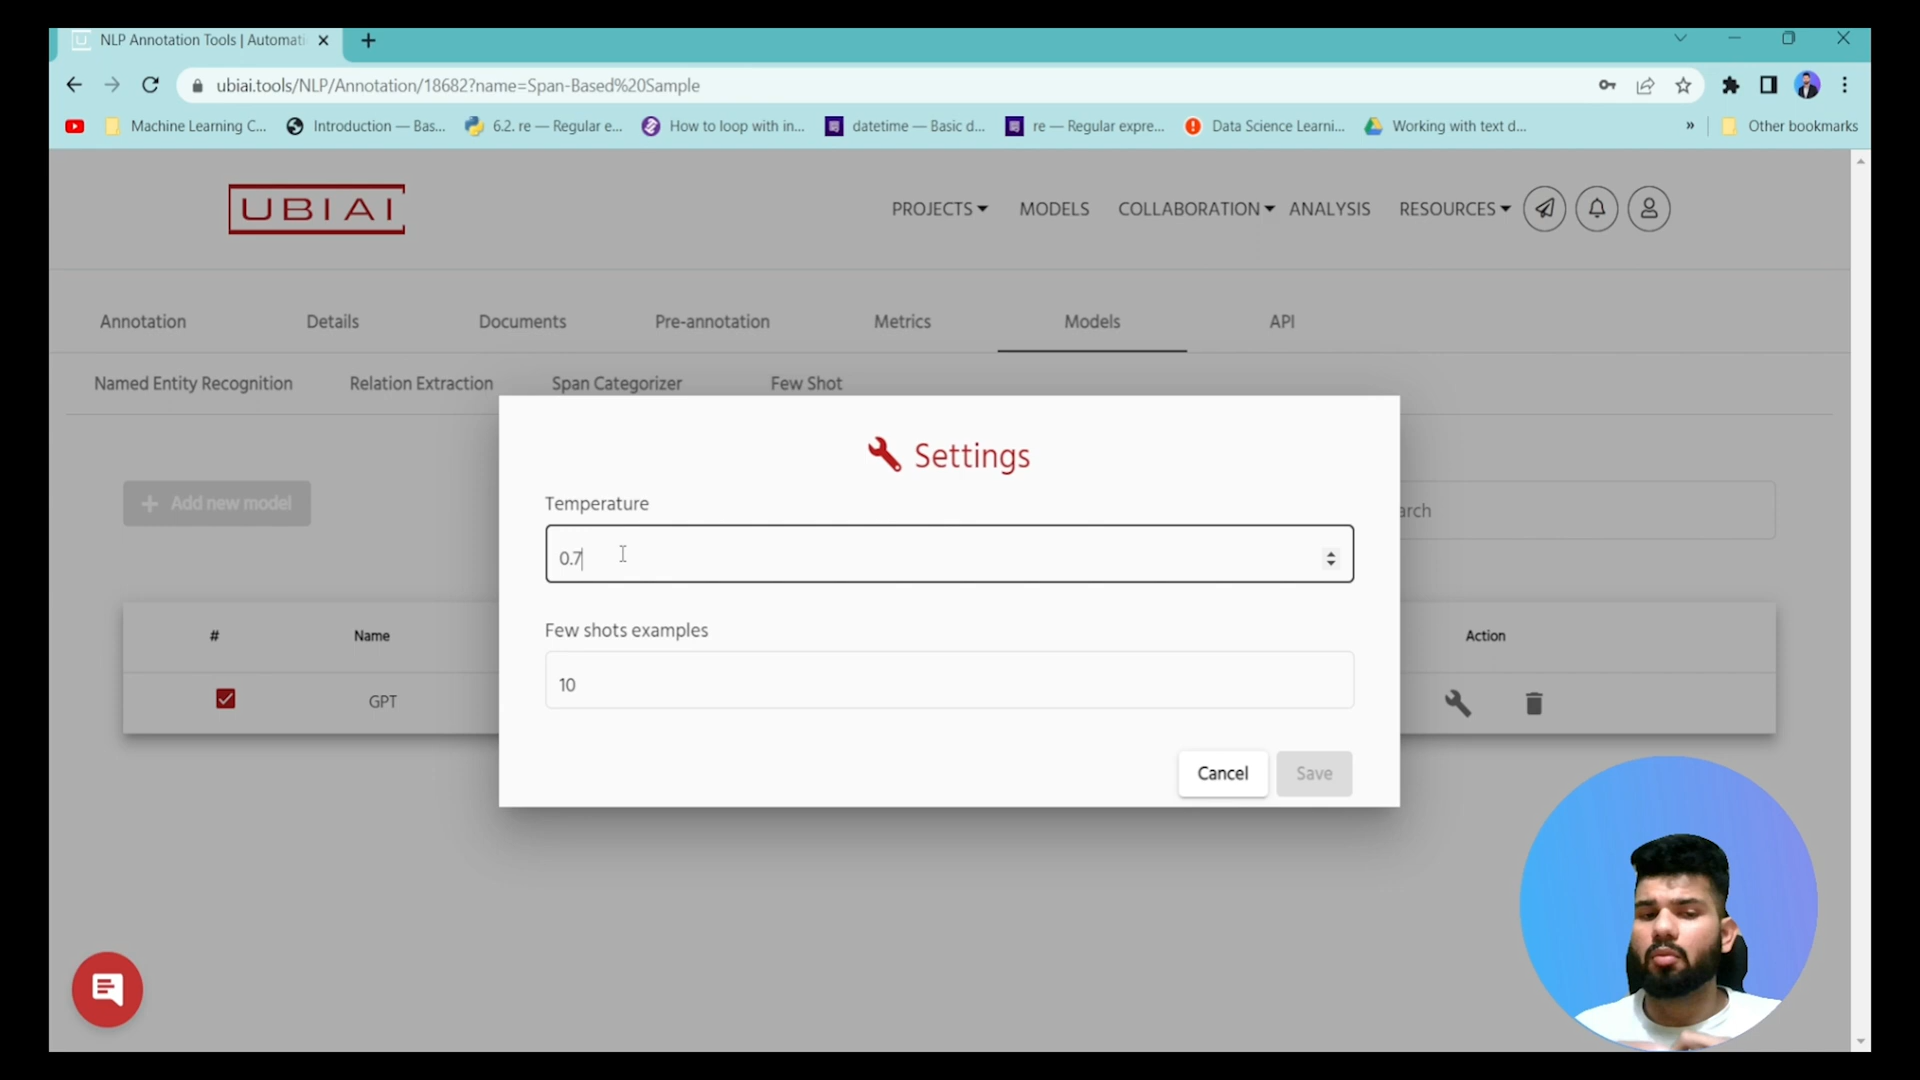 NLP Annotation Tools | Automati
ubiai.tools/NLP/Annotation/18682?name=Span-Based%20Sample
Machine Learning C... Introduction — Bas... 6.2. re — Regular e... How to loop with in... datetime — Basic d... re — Regular expre... Data Science Learni... Working with text d... » Other bookmarks
UBIAI
PROJECTS MODELS COLLABORATION ANALYSIS RESOURCES
Annotation Details Documents Pre-annotation Metrics Models API
Named Entity Recognition Relation Extraction Span Categorizer Few Shot
Settings
Temperature
+ Add new model
arch
0.7
Few shots examples
# Name Action
10
GPT
Cancel Save